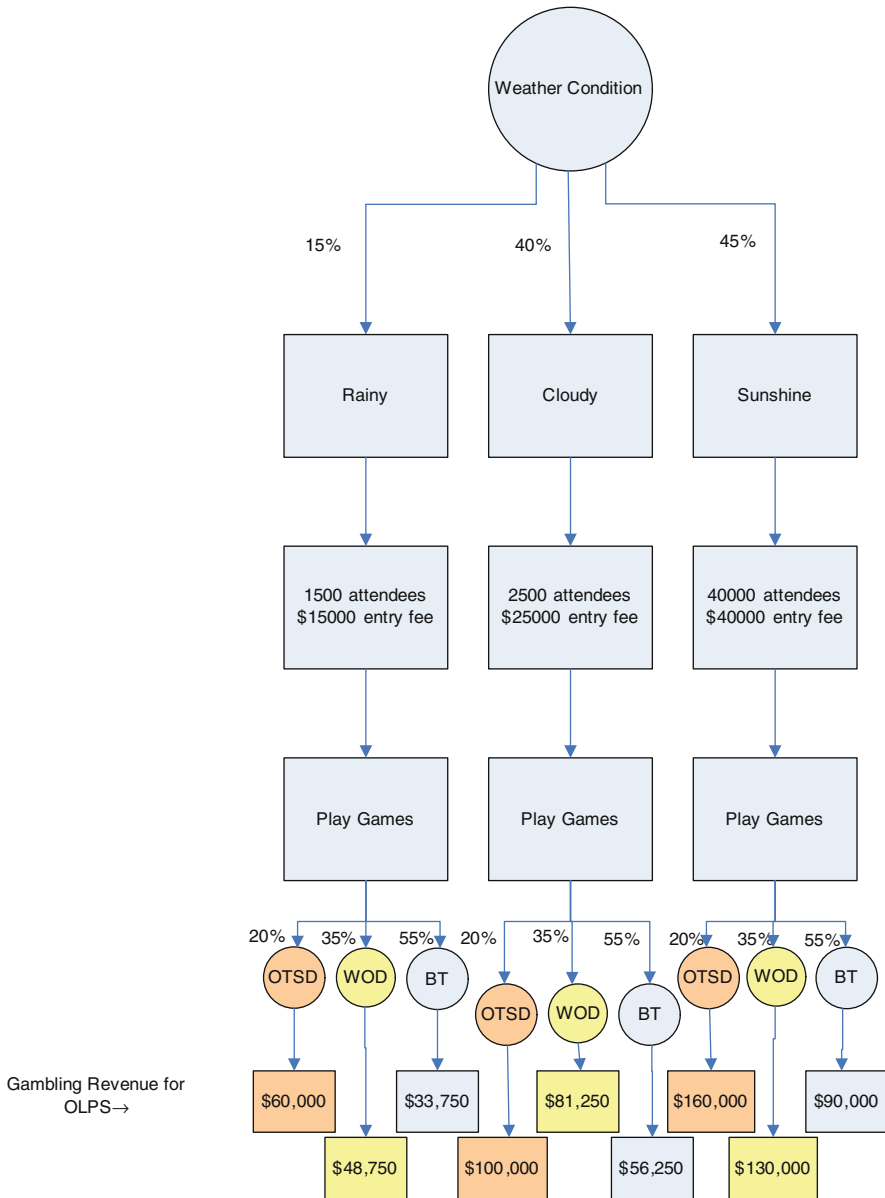 Weather Condition
15%
40%
45%
Rainy
Cloudy
Sunshine
1500 attendees
$15000 entry fee
2500 attendees
$25000 entry fee
40000 attendees
$40000 entry fee
Play Games
Play Games
Play Games
20%
35%
55%
20%
35%
55%
20%
35%
55%
OTSD
WOD
BT
OTSD
WOD
BT
OTSD
WOD
BT
Gambling Revenue for
OLPS→
$60,000
$33,750
$81,250
$160,000
$90,000
$48,750
$100,000
$56,250
$130,000